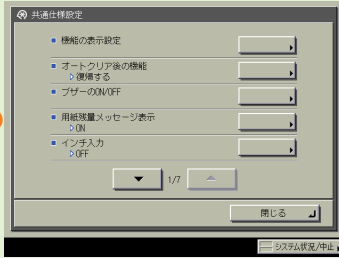 共通仕様設定
機能の表示設定
オートクリア後の機能
復帰する
ブザーのON/OFF
用紙残量メッセージ表示
ON
インチ入力
OFF
1/7
閉じる
システム状況/中止